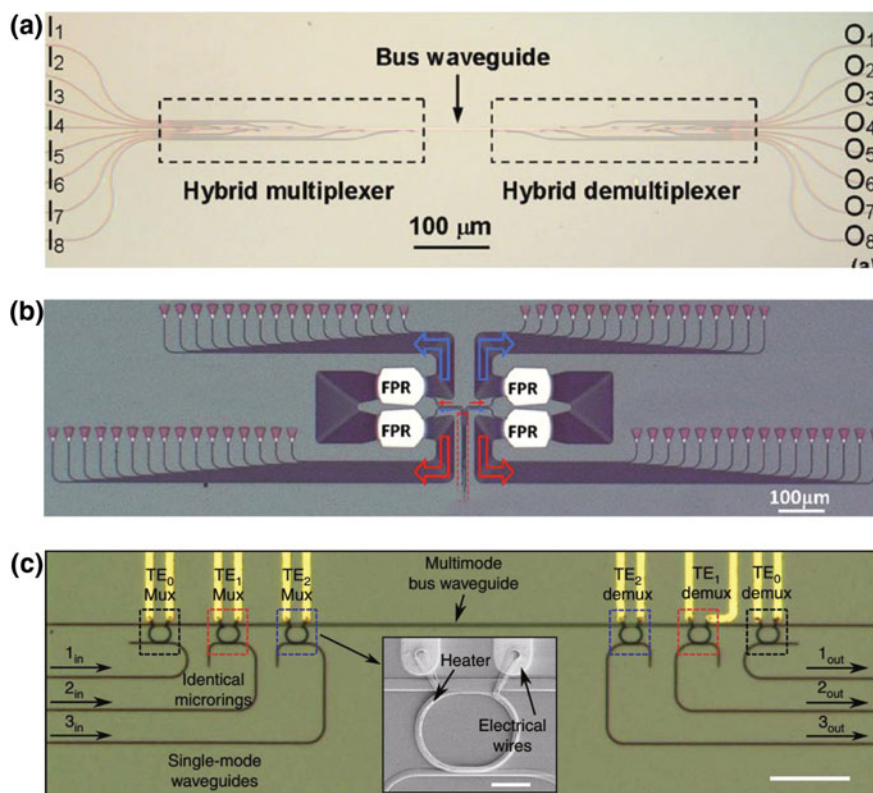 (a)
I1
I2
I3
I4
I5
I6
I7
I8
Bus waveguide
Hybrid multiplexer
Hybrid demultiplexer
100 μm
O1
O2
O3
O4
O5
O6
O7
O8
(a)
(b)
FPR
FPR
FPR
FPR
100μm
(c)
TE0 Mux
TE1 Mux
TE2 Mux
Multimode
bus waveguide
TE2 demux
TE1 demux
TE0 demux
1in
2in
3in
Identical
microrings
Single-mode
waveguides
Heater
Electrical
wires
1out
2out
3out